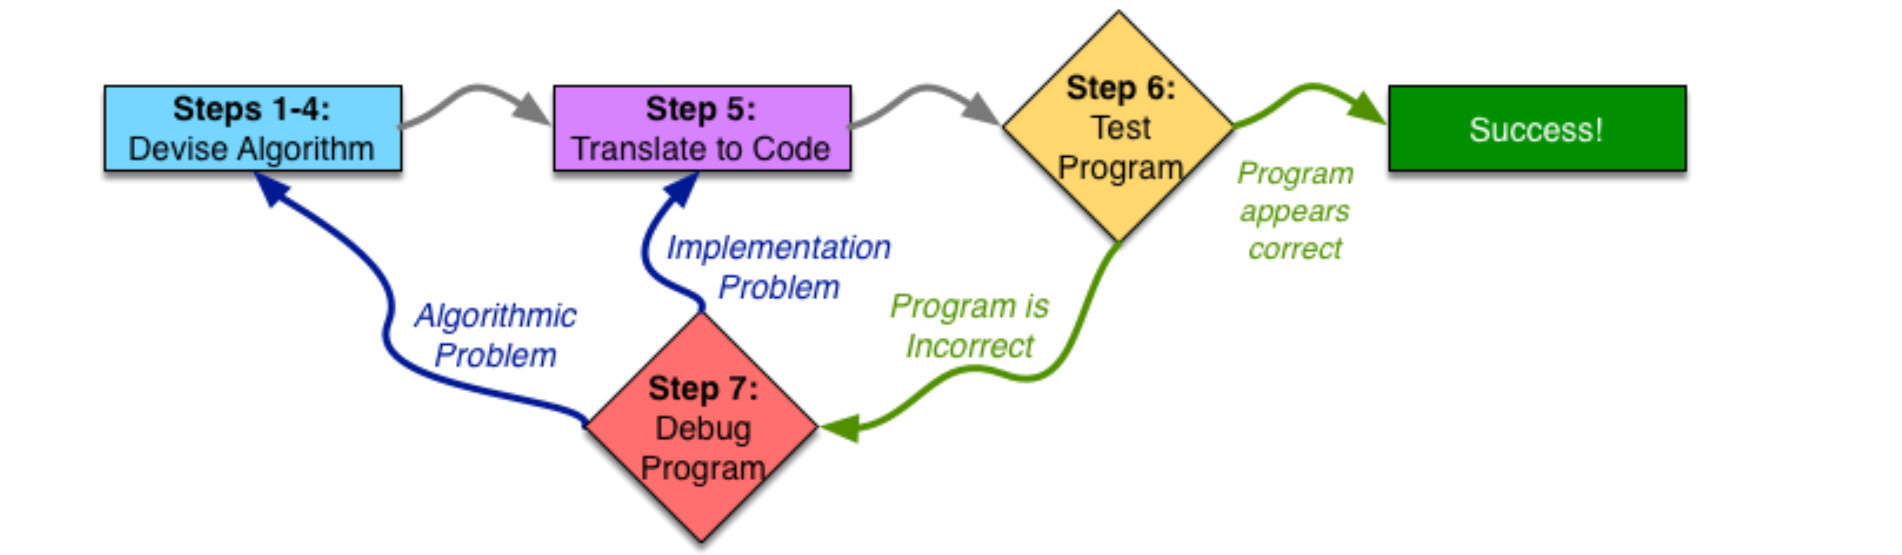 Steps 1-4:
Devise Algorithm
Step 5:
Translate to Code
Step 6:
Test
Program
Success!
Program
appears
correct
Implementation
Problem
Algorithmic
Problem
Program is
Incorrect
Step 7:
Debug
Program